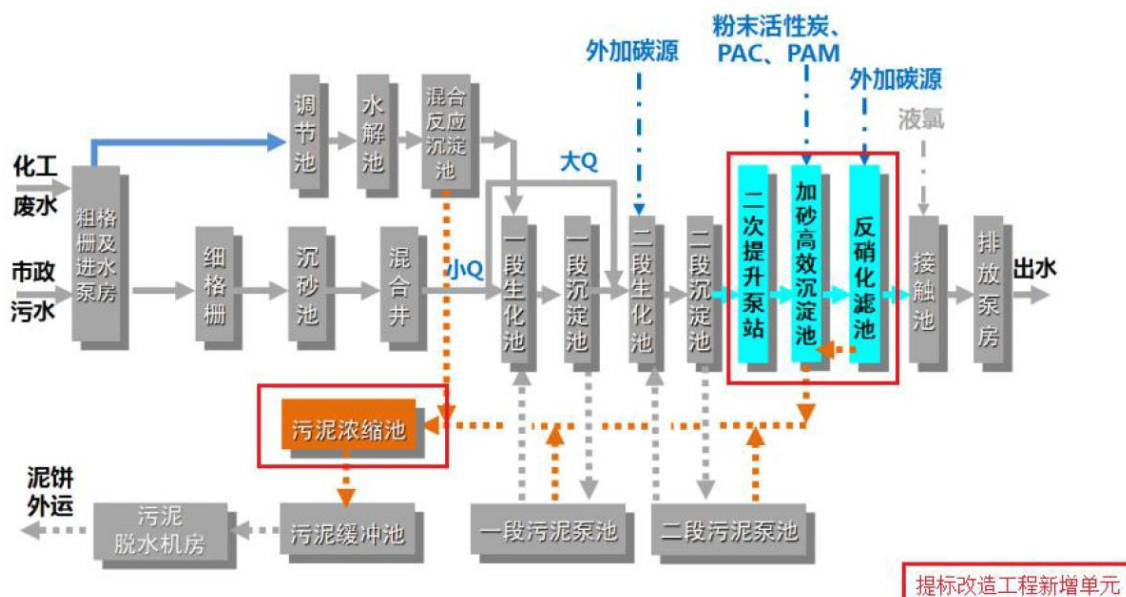 粉末活性炭、
PAC、PAM
外加碳源
外加碳源
液氯
调节池
水解池
混合
反应
沉淀
池
化工
废水
市政
污水
粗格
栅及
进水
泵房
大Q
小Q
细格栅
沉砂池
混合井
一段生化池
一段沉淀池
二段生化池
二段沉淀池
二次提升泵站
加砂高效沉淀池
反硝化滤池
接触池
排放泵房
出水
污泥浓缩池
泥饼
外运
污泥
脱水机房
污泥缓冲池
一段污泥泵池
二段污泥泵池
提标改造工程新增单元